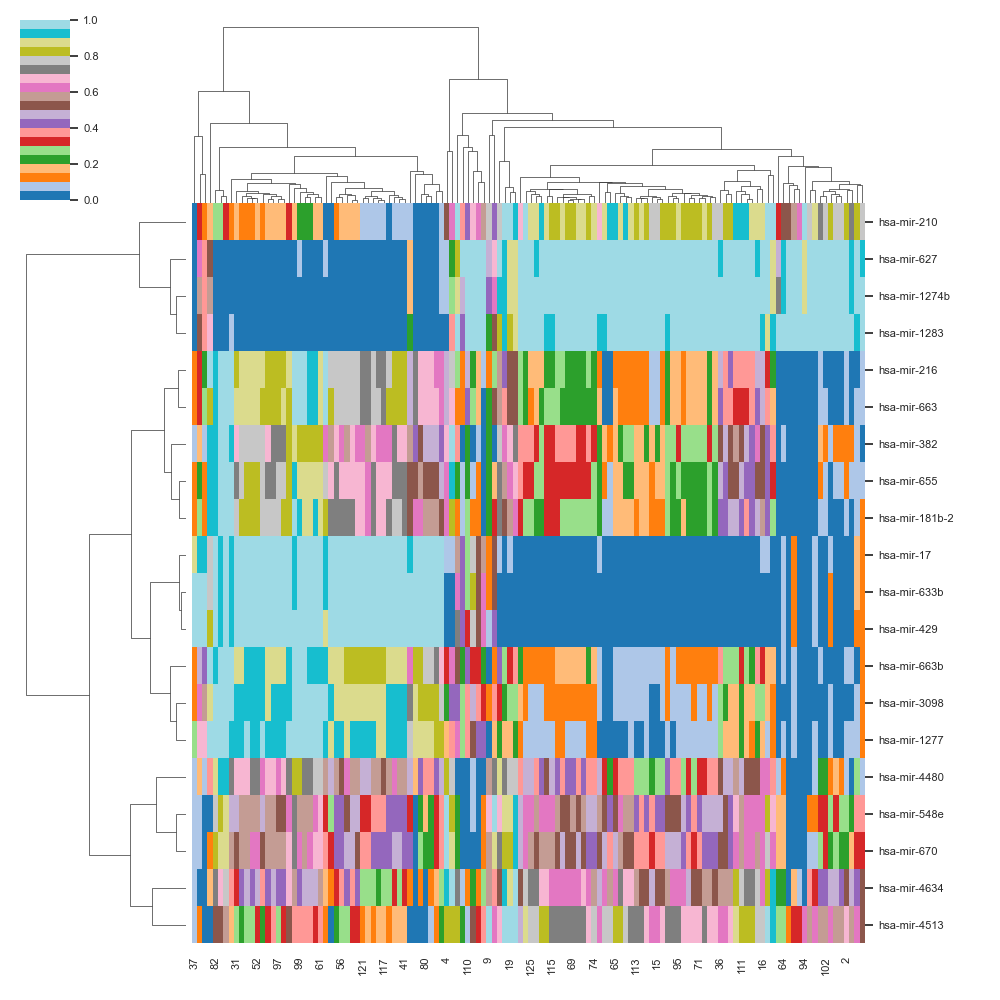 1.0
0.8
0.6
0.4
0.2
0.0
hsa-mir-210
hsa-mir-627
hsa-mir-1274b
hsa-mir-1283
hsa-mir-216
hsa-mir-663
hsa-mir-382
hsa-mir-655
hsa-mir-181b-2
hsa-mir-17
hsa-mir-633b
hsa-mir-429
hsa-mir-663b
hsa-mir-3098
hsa-mir-1277
hsa-mir-4480
hsa-mir-548e
hsa-mir-670
hsa-mir-4634
hsa-mir-4513
37 82 31 52 97 99 61 56 121 117 41 80 4 110 9 19 125 115 69 74 65 113 15 95 71 36 111 16 64 94 102 2